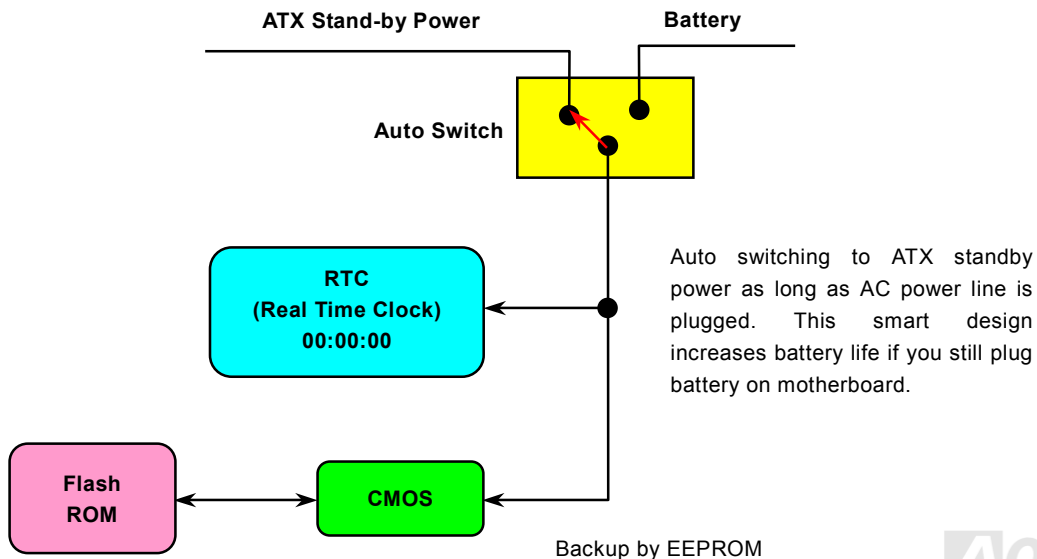 ATX Stand-by Power
Battery
Auto Switch
RTC
(Real Time Clock)
00:00:00
Auto switching to ATX standby
power as long as AC power line is
plugged. This smart design
increases battery life if you still plug
battery on motherboard.
Flash
ROM
CMOS
Backup by EEPROM